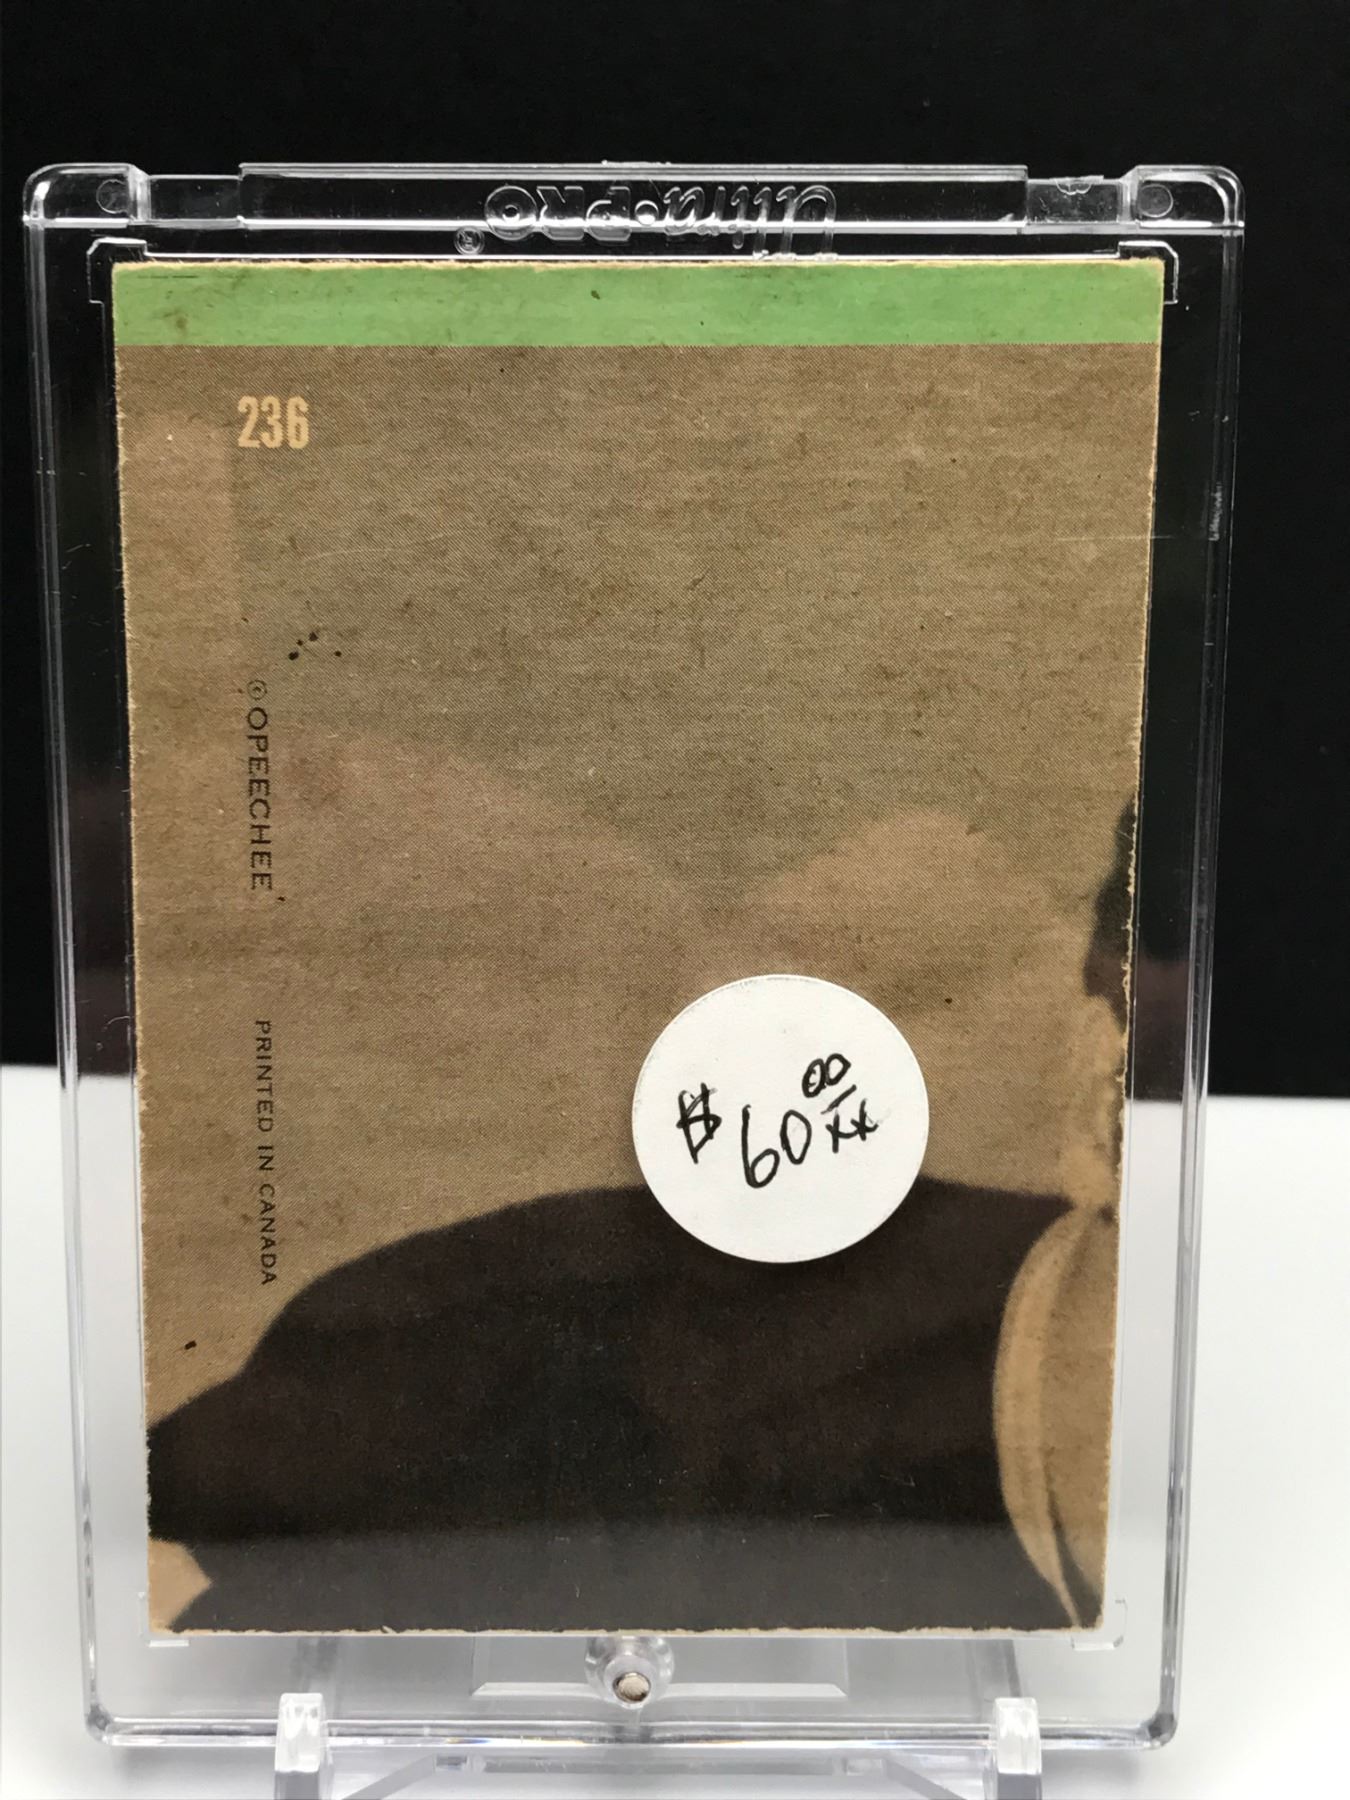 Ultra·PRO®
236
©OPEECHEE
PRINTED IN CANADA
$60 00/xx